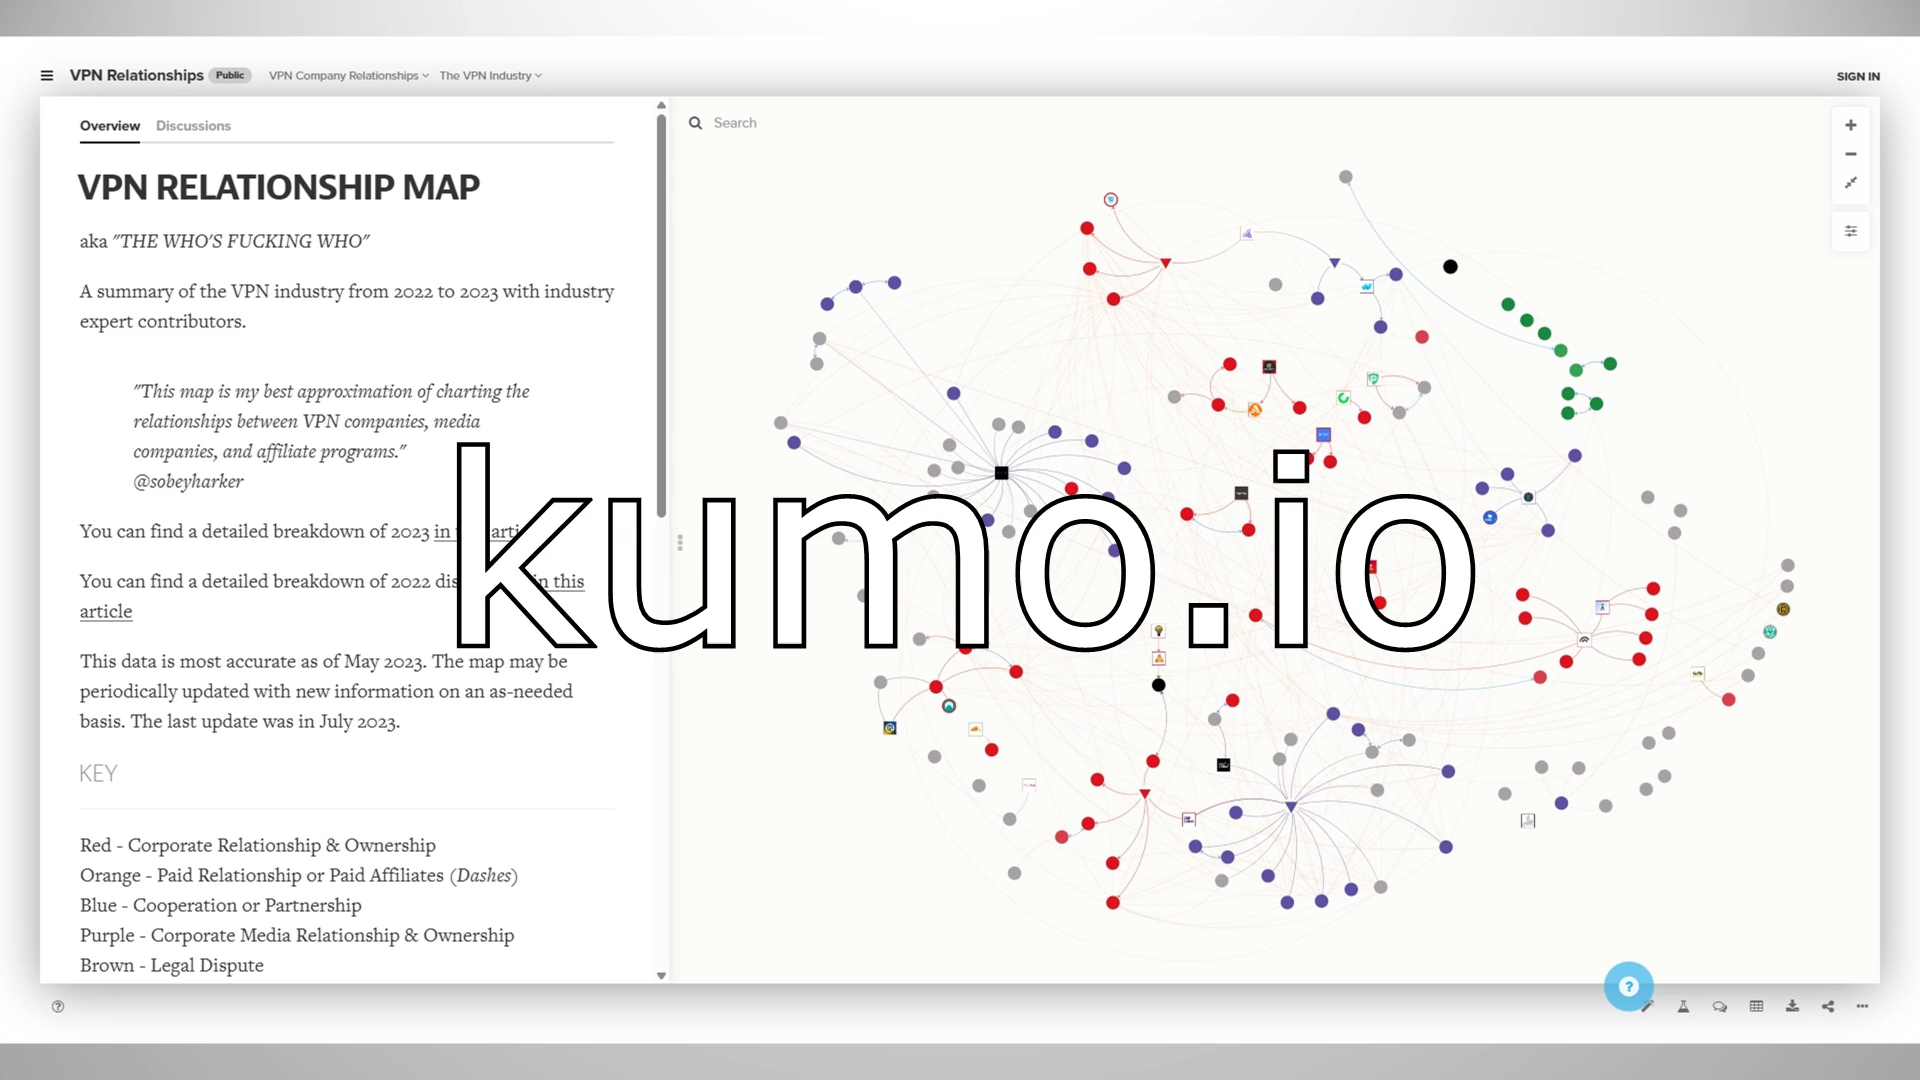 VPN Relationships Public VPN Company Relationships The VPN Industry SIGN IN
Overview Discussions
Search
VPN RELATIONSHIP MAP
aka "THE WHO'S FUCKING WHO"
A summary of the VPN industry from 2022 to 2023 with industry
expert contributors.
"This map is my best approximation of charting the
relationships between VPN companies, media
companies, and affiliate programs."
@sobeyharker
You can find a detailed breakdown of 2023 in
You can find a detailed breakdown of 2022 in this
article
This data is most accurate as of May 2023. The map may be
periodically updated with new information on an as-needed
basis. The last update was in July 2023.
KEY
Red - Corporate Relationship & Ownership
Orange - Paid Relationship or Paid Affiliates (Dashes)
Blue - Cooperation or Partnership
Purple - Corporate Media Relationship & Ownership
Brown - Legal Dispute
kumo.io